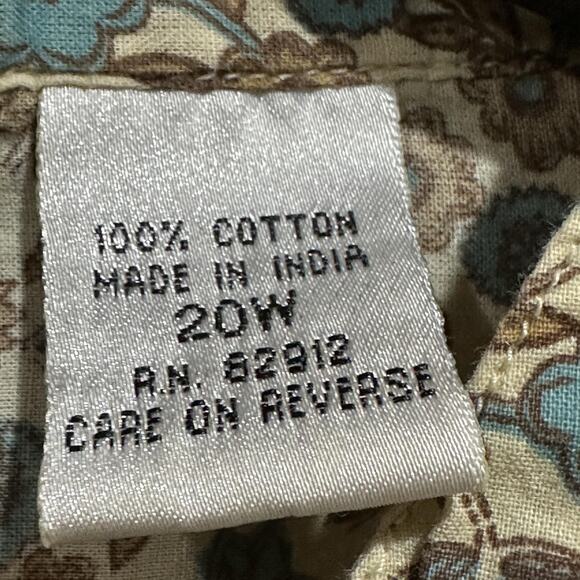 100% COTTON
MADE IN INDIA
20W
R.N. 82912
CARE ON REVERSE